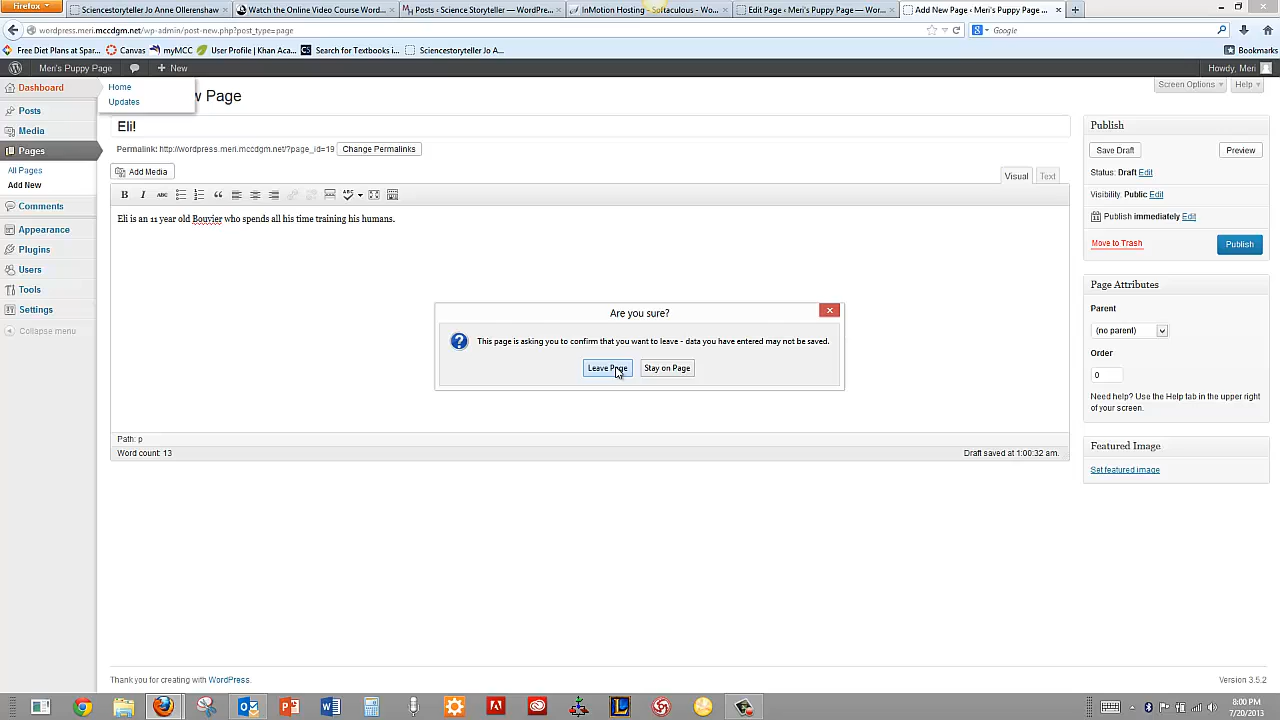 Firefox
Sciencestoryteller Jo Anne Ollerenshaw
Watch the Online Video Course Word...
Posts ‹ Science Storyteller — WordPre...
InMotion Hosting - Softaculous - Wo...
Edit Page ‹ Meri's Puppy Page — Wor...
Add New Page ‹ Meri's Puppy Page ...
wordpress.meri.mccdgm.net/wp-admin/post-new.php?post_type=page
Google
Free Diet Plans at Spar...
Canvas
myMCC
User Profile | Khan Aca...
Search for Textbooks i...
Sciencestoryteller Jo A...
Bookmarks
Meri's Puppy Page
New
Howdy, Meri
Dashboard
Home
Updates
w Page
Screen Options
Help
Posts
Media
Pages
All Pages
Add New
Comments
Appearance
Plugins
Users
Tools
Settings
Collapse menu
Eli!
Permalink: http://wordpress.meri.mccdgm.net/?page_id=19
Change Permalinks
Add Media
Visual
Text
B I ABC
ABC
Eli is an 11 year old Bouvier who spends all his time training his humans.
Are you sure?
This page is asking you to confirm that you want to leave - data you have entered may not be saved.
Leave Page
Stay on Page
Path: p
Word count: 13
Draft saved at 1:00:32 am.
Publish
Save Draft
Preview
Status: Draft Edit
Visibility: Public Edit
Publish immediately Edit
Move to Trash
Publish
Page Attributes
Parent
(no parent)
Order
0
Need help? Use the Help tab in the upper right
of your screen.
Featured Image
Set featured image
Thank you for creating with WordPress.
Version 3.5.2
8:00 PM
7/20/2013